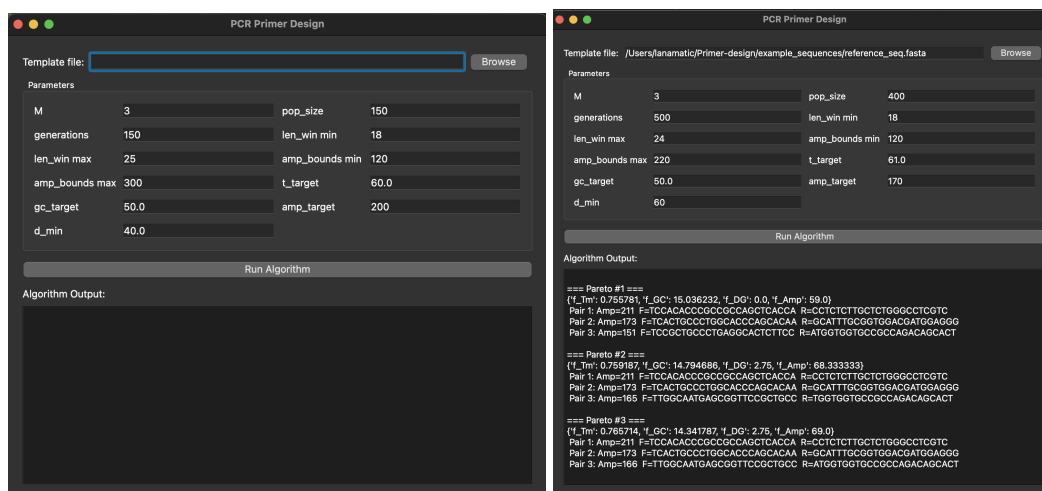 PCR Primer Design
Template file: Browse
Parameters
M 3 pop_size 150
generations 150 len_win min 18
len_win max 25 amp_bounds min 120
amp_bounds max 300 t_target 60.0
gc_target 50.0 amp_target 200
d_min 40.0
Run Algorithm
Algorithm Output:
PCR Primer Design
Template file: /Users/lanamatic/Primer-design/example_sequences/reference_seq.fasta Browse
Parameters
M 3 pop_size 400
generations 500 len_win min 18
len_win max 24 amp_bounds min 120
amp_bounds max 220 t_target 61.0
gc_target 50.0 amp_target 170
d_min 60
Run Algorithm
Algorithm Output:
=== Pareto #1 ===
{'f_Tm': 0.755781, 'f_GC': 15.036232, 'f_DG': 0.0, 'f_Amp': 59.0}
Pair 1: Amp=211 F=TCCACACCCGCCGCCAGCTCACCA R=CCTCTCTTGCTCTGGGCCTCGTC
Pair 2: Amp=173 F=TCACTGCCCTGGCACCCAGCACAA R=GCATTTGCGGTGGACGATGGAGGG
Pair 3: Amp=151 F=TCCGCTGCCCTGAGGCACTCTTCC R=ATGGTGGTGCCGCCAGACAGCACT
=== Pareto #2 ===
{'f_Tm': 0.759187, 'f_GC': 14.794686, 'f_DG': 2.75, 'f_Amp': 68.333333}
Pair 1: Amp=211 F=TCCACACCCGCCGCCAGCTCACCA R=CCTCTCTTGCTCTGGGCCTCGTC
Pair 2: Amp=173 F=TCACTGCCCTGGCACCCAGCACAA R=GCATTTGCGGTGGACGATGGAGGG
Pair 3: Amp=165 F=TTGGCAATGAGCGGTTCCGCTGCC R=TGGTGGTGCCGCCAGACAGCACT
=== Pareto #3 ===
{'f_Tm': 0.765714, 'f_GC': 14.341787, 'f_DG': 2.75, 'f_Amp': 69.0}
Pair 1: Amp=211 F=TCCACACCCGCCGCCAGCTCACCA R=CCTCTCTTGCTCTGGGCCTCGTC
Pair 2: Amp=173 F=TCACTGCCCTGGCACCCAGCACAA R=GCATTTGCGGTGGACGATGGAGGG
Pair 3: Amp=166 F=TTGGCAATGAGCGGTTCCGCTGCC R=ATGGTGGTGCCGCCAGACAGCACT